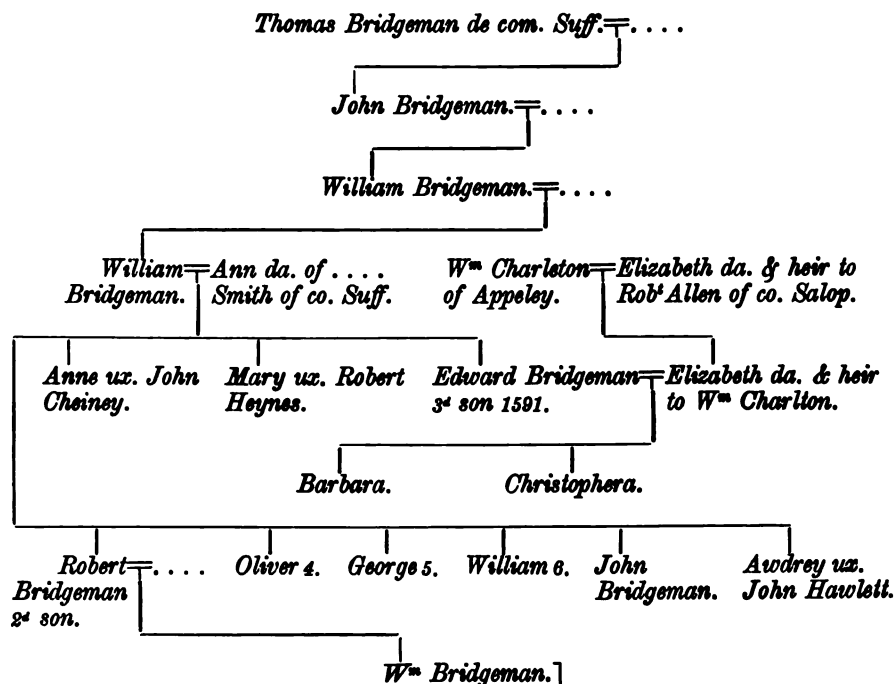 Thomas Bridgeman de com. Suff.=. . . .
John Bridgeman.=. . . .
William Bridgeman.=. . . .
William=Ann da. of . . . . Wᵐ Charleton=Elizabeth da. & heir to
Bridgeman. Smith of co. Suff. of Appeley. Robᵗ Allen of co. Salop.
Anne ux. John Mary ux. Robert Edward Bridgeman=Elizabeth da. & heir
Cheiney. Heynes. 3ᵈ son 1591. to Wᵐ Charlton.
Barbara. Christophera.
Robert=. . . . Oliver 4. George 5. William 6. John Awdrey ux.
Bridgeman Bridgeman. John Hawlett.
2ᵈ son.
Wᵐ Bridgeman.]